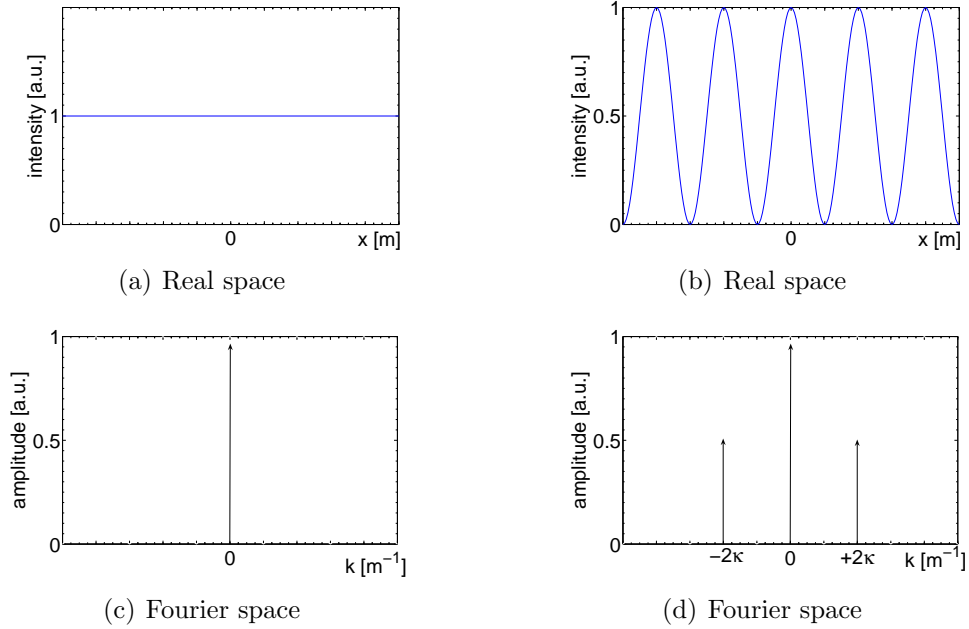 intensity [a.u.]
1
0
0
x [m]
(a) Real space
intensity [a.u.]
1
0.5
0
0
x [m]
(b) Real space
amplitude [a.u.]
1
0.5
0
0
k [m⁻¹]
(c) Fourier space
amplitude [a.u.]
1
0.5
0
−2κ
0
+2κ
k [m⁻¹]
(d) Fourier space